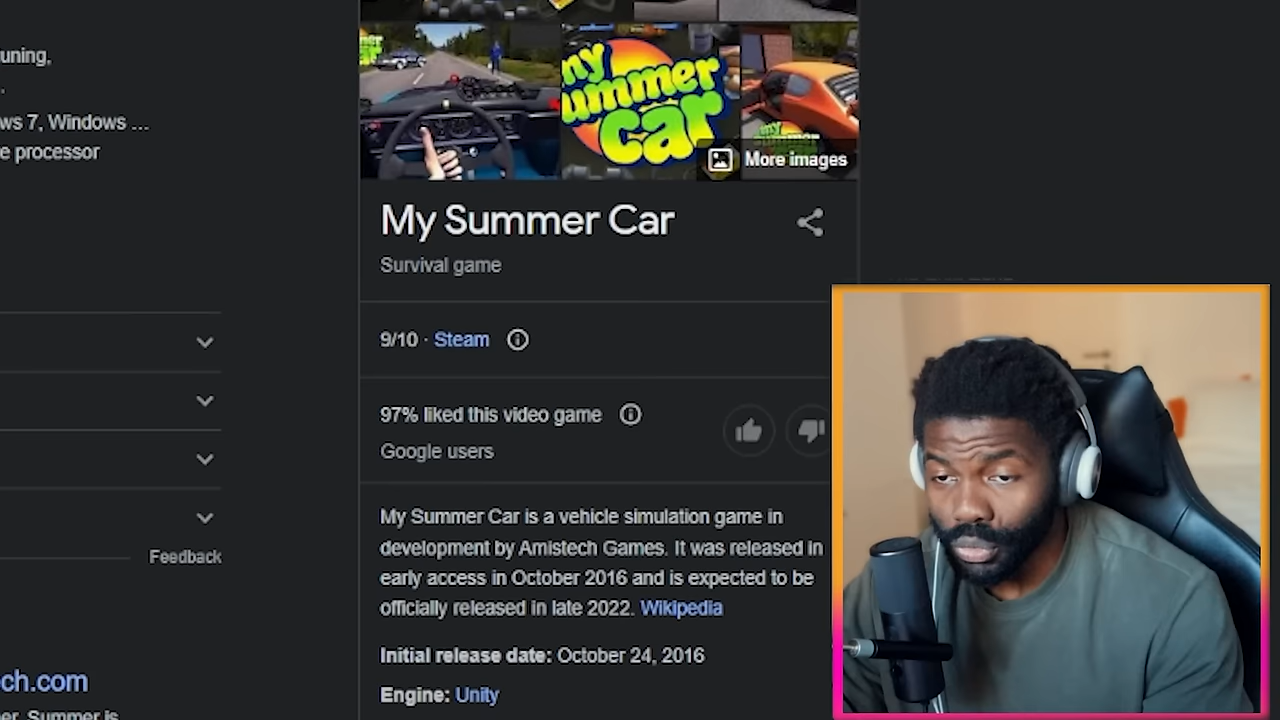 uning,
ws 7, Windows ...
e processor
Feedback
ch.com
er. Summer is
my
summer
car
More images
My Summer Car
Survival game
9/10 · Steam
97% liked this video game
Google users
My Summer Car is a vehicle simulation game in
development by Amistech Games. It was released in
early access in October 2016 and is expected to be
officially released in late 2022. Wikipedia
Initial release date: October 24, 2016
Engine: Unity